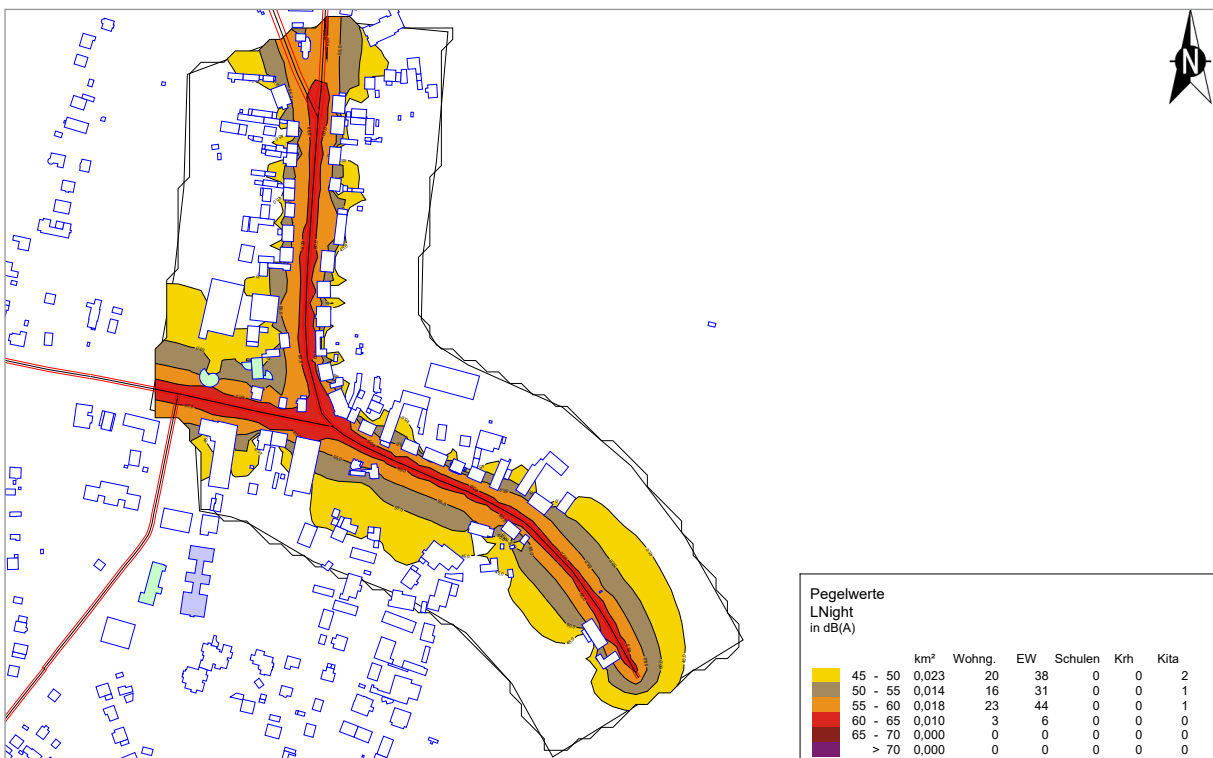 N
Pegelwerte
LNight
in dB(A)
km² Wohng. EW Schulen Krh Kita
45 - 50 0,023 20 38 0 0 2
50 - 55 0,014 16 31 0 0 1
55 - 60 0,018 23 44 0 0 1
60 - 65 0,010 3 6 0 0 0
65 - 70 0,000 0 0 0 0 0
> 70 0,000 0 0 0 0 0